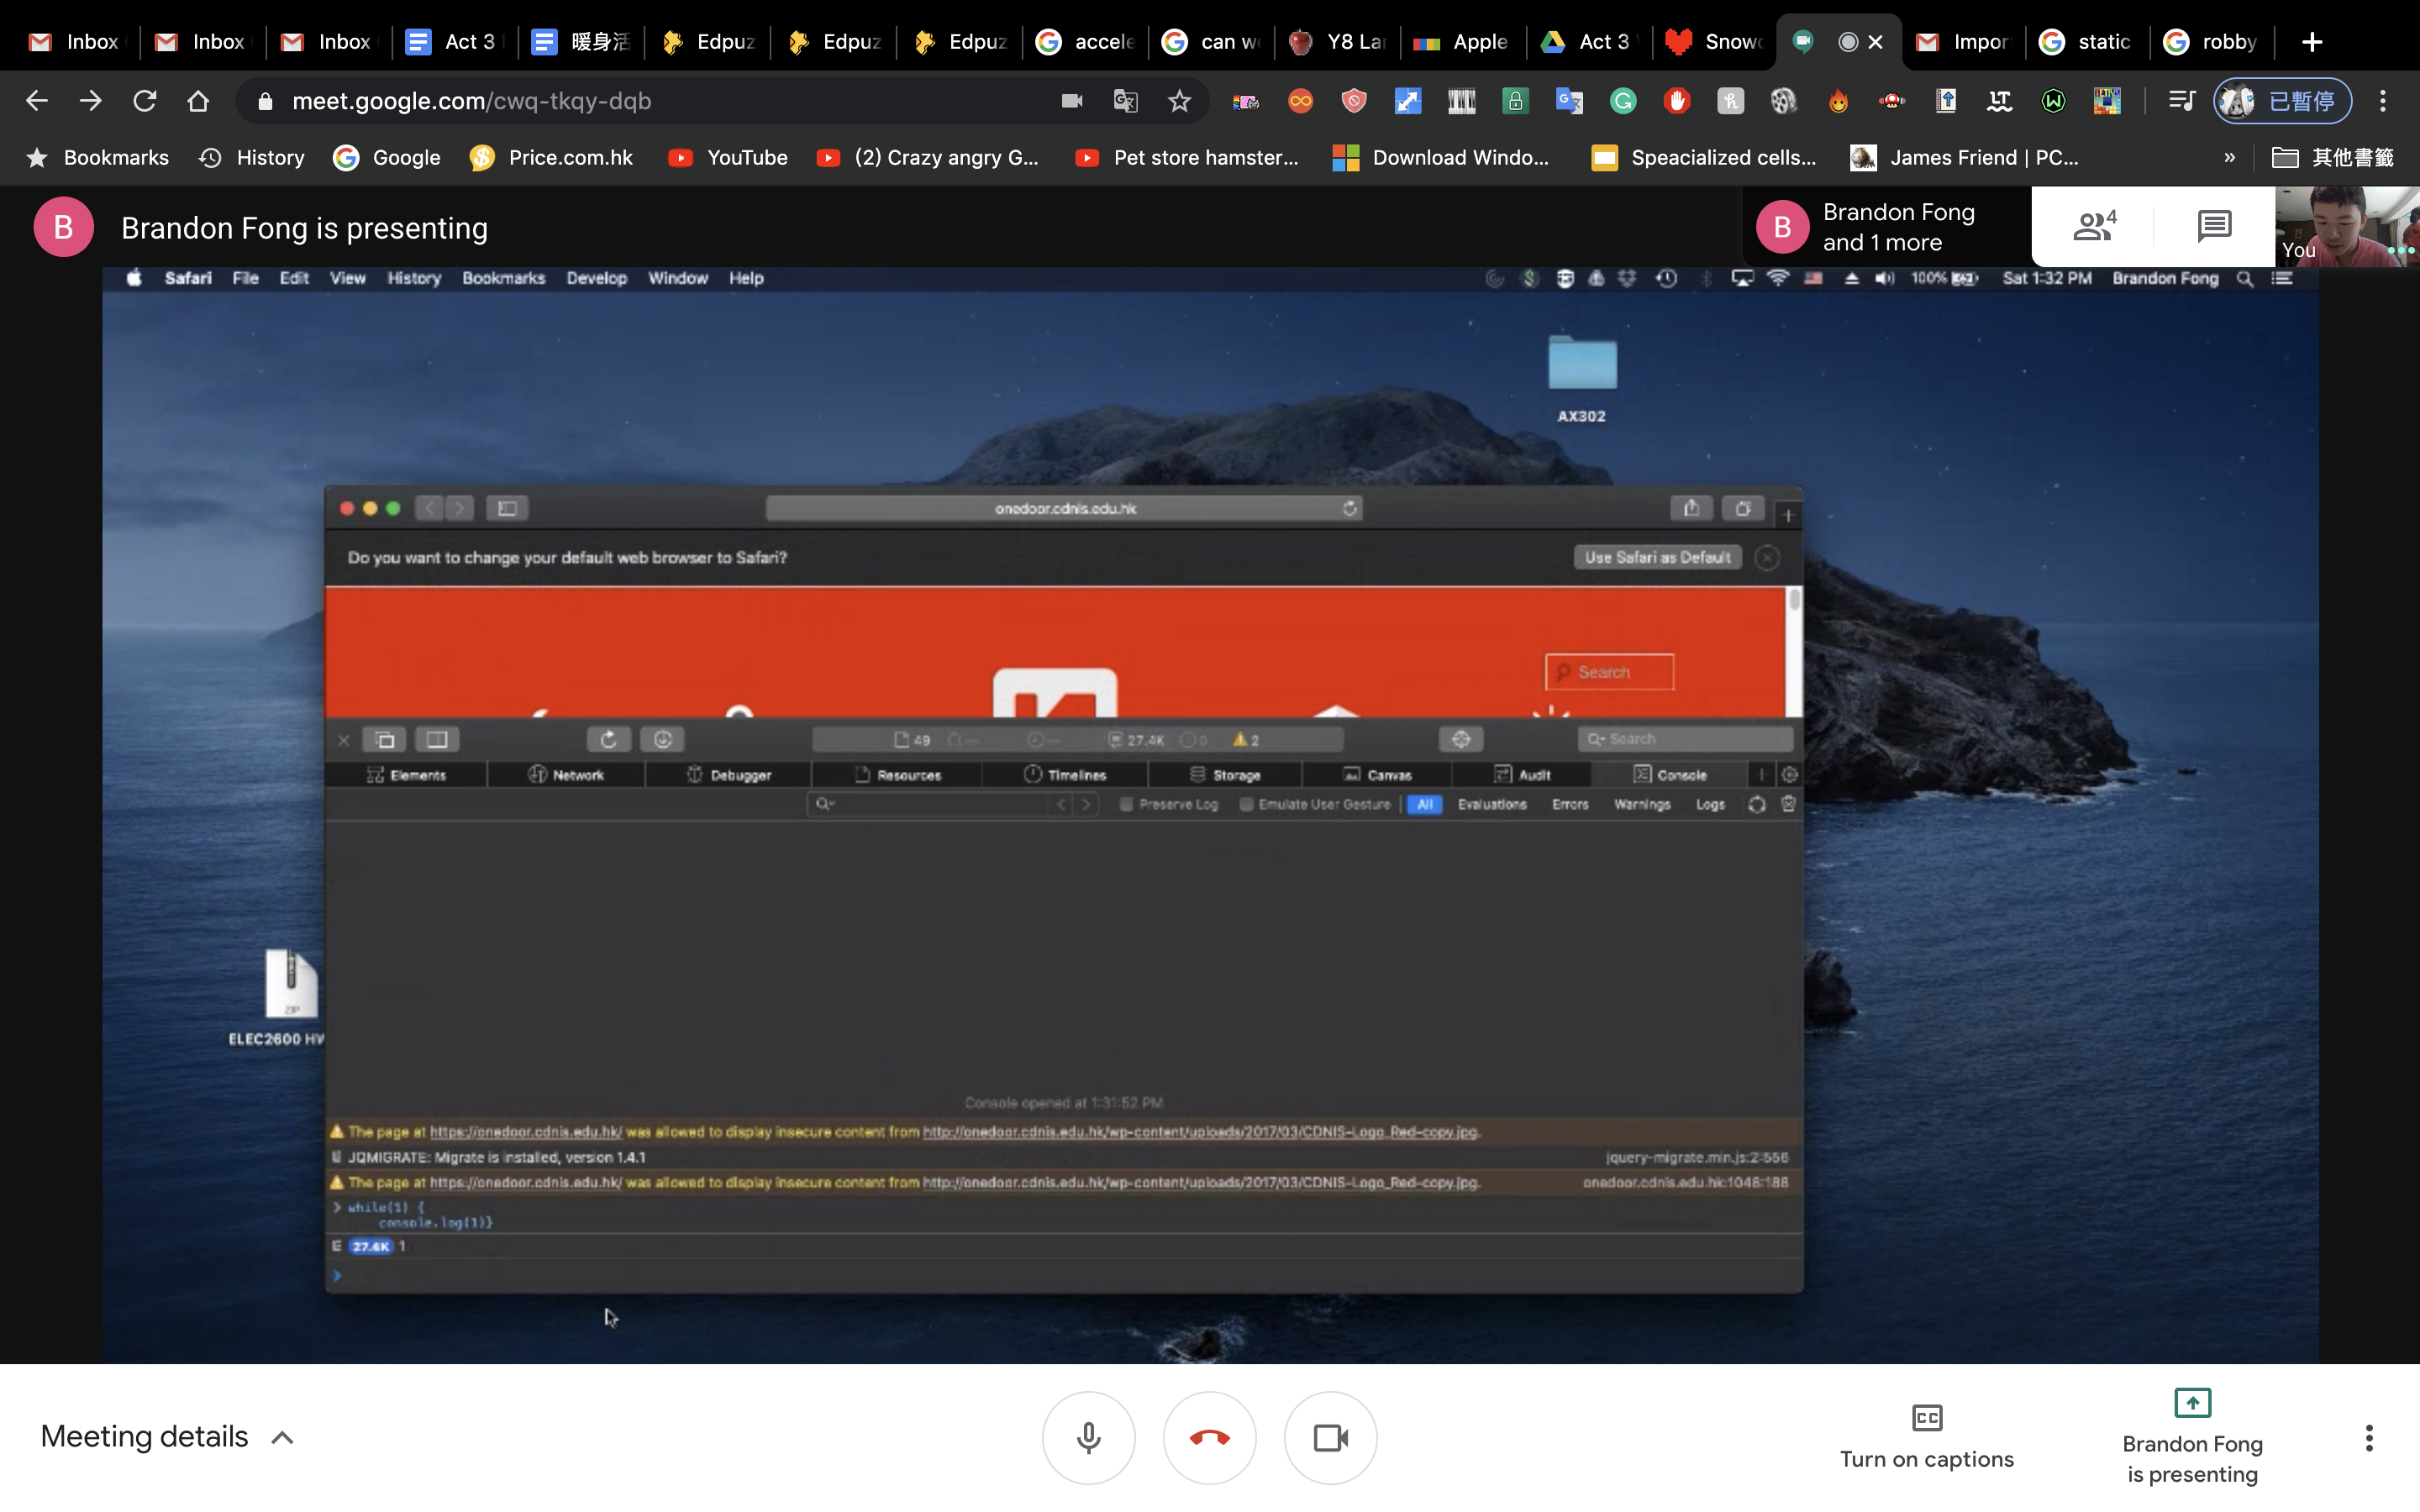 Inbox
Inbox
Inbox
Act 3
暖身活
Edpuz
Edpuz
Edpuz
accele
can w
Y8 La
Apple
Act 3
Snow
Impor
static
robby
meet.google.com/cwq-tkqy-dqb
已暫停
Bookmarks
History
Google
Price.com.hk
YouTube
(2) Crazy angry G...
Pet store hamster...
Download Windo...
Speacialized cells...
James Friend | PC...
»
其他書籤
B
Brandon Fong is presenting
B
Brandon Fong
and 1 more
4
You
Safari File Edit View History Bookmarks Develop Window Help
100%
Sat 1:32 PM
Brandon Fong
AX302
onedoor.cdnis.edu.hk
Do you want to change your default web browser to Safari?
Use Safari as Default
Search
49
27.4K
0
2
Search
Elements
Network
Debugger
Resources
Timelines
Storage
Canvas
Audit
Console
Preserve Log
Emulate User Gesture
All
Evaluations
Errors
Warnings
Logs
ZIP
ELEC2600 HW
Console opened at 1:31:52 PM
The page at https://onedoor.cdnis.edu.hk/ was allowed to display insecure content from http://onedoor.cdnis.edu.hk/wp-content/uploads/2017/03/CDNIS-Logo_Red-copy.jpg.
JQMIGRATE: Migrate is installed, version 1.4.1
jquery-migrate.min.js:2:556
The page at https://onedoor.cdnis.edu.hk/ was allowed to display insecure content from http://onedoor.cdnis.edu.hk/wp-content/uploads/2017/03/CDNIS-Logo_Red-copy.jpg.
onedoor.cdnis.edu.hk:1046:188
> while(1) {
console.log(1)}
27.4K 1
Meeting details
CC
Turn on captions
Brandon Fong
is presenting